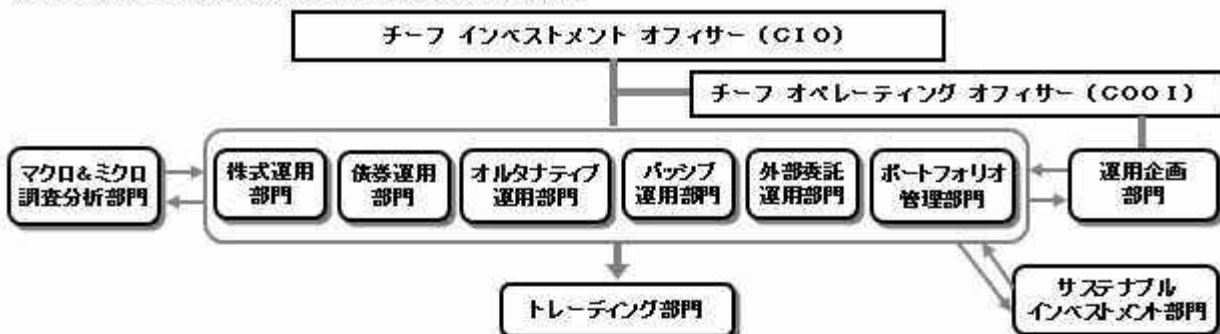 チーフ インベストメント オフィサー (CIO)
チーフ オペレーティング オフィサー (COOI)
マクロ&ミクロ
調査分析部門
株式運用
部門
債券運用
部門
オルタナティブ
運用部門
パッシブ
運用部門
外部委託
運用部門
ポートフォリオ
管理部門
運用企画
部門
トレーディング部門
サステナブル
インベストメント部門